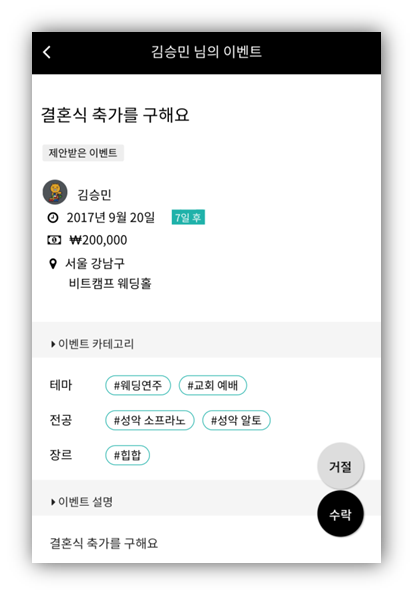 김승민 님의 이벤트
결혼식 축가를 구해요
제안받은 이벤트
김승민
2017년 9월 20일 7일 후
₩200,000
서울 강남구
비트캠프 웨딩홀
이벤트 카테고리
테마 #웨딩연주 #교회 예배
전공 #성악 소프라노 #성악 알토
장르 #힙합
거절
이벤트 설명
수락
결혼식 축가를 구해요